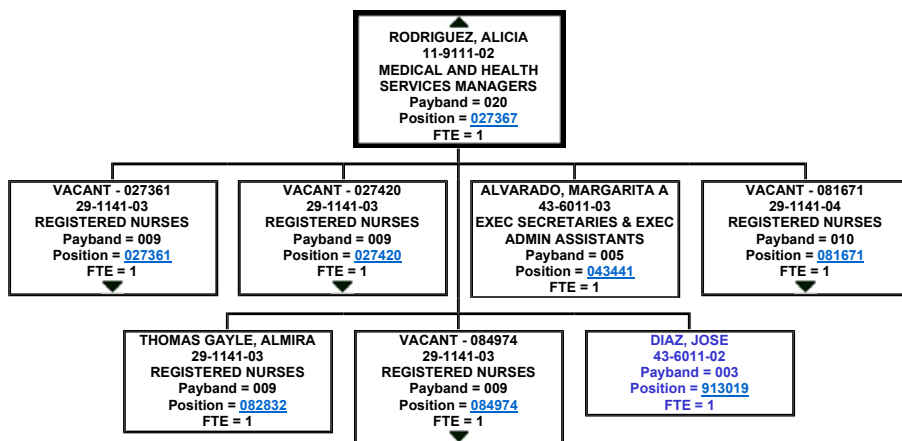 RODRIGUEZ, ALICIA
11-9111-02
MEDICAL AND HEALTH
SERVICES MANAGERS
Payband = 020
Position = 027367
FTE = 1
VACANT - 027361
29-1141-03
REGISTERED NURSES
Payband = 009
Position = 027361
FTE = 1
VACANT - 027420
29-1141-03
REGISTERED NURSES
Payband = 009
Position = 027420
FTE = 1
ALVARADO, MARGARITA A
43-6011-03
EXEC SECRETARIES & EXEC
ADMIN ASSISTANTS
Payband = 005
Position = 043441
FTE = 1
VACANT - 081671
29-1141-04
REGISTERED NURSES
Payband = 010
Position = 081671
FTE = 1
THOMAS GAYLE, ALMIRA
29-1141-03
REGISTERED NURSES
Payband = 009
Position = 082832
FTE = 1
VACANT - 084974
29-1141-03
REGISTERED NURSES
Payband = 009
Position = 084974
FTE = 1
DIAZ, JOSE
43-6011-02
Payband = 003
Position = 913019
FTE = 1